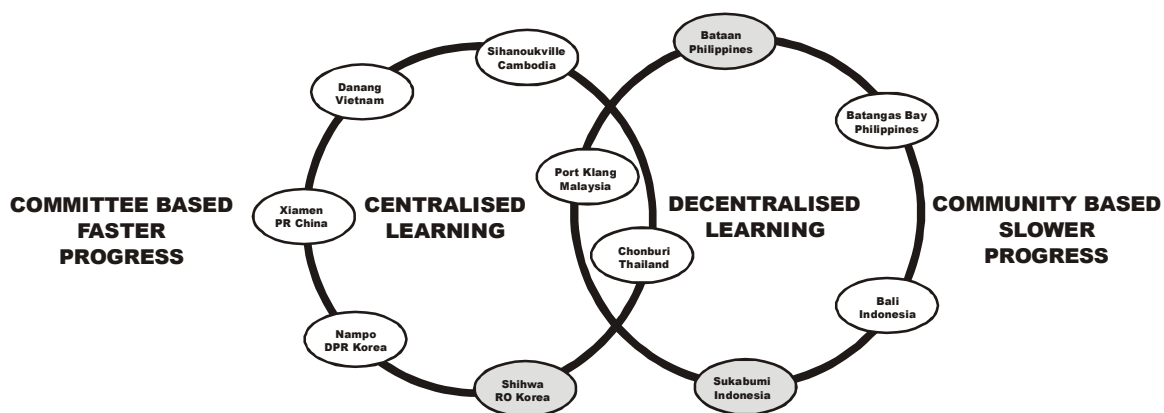 Sihanoukville
Cambodia
Bataan
Philippines
Danang
Vietnam
Batangas Bay
Philippines
Port Klang
Malaysia
COMMITTEE BASED
FASTER
PROGRESS
Xiamen
PR China
CENTRALISED
LEARNING
DECENTRALISED
LEARNING
COMMUNITY BASED
SLOWER
PROGRESS
Chonburi
Thailand
Bali
Indonesia
Nampo
DPR Korea
Shihwa
RO Korea
Sukabumi
Indonesia